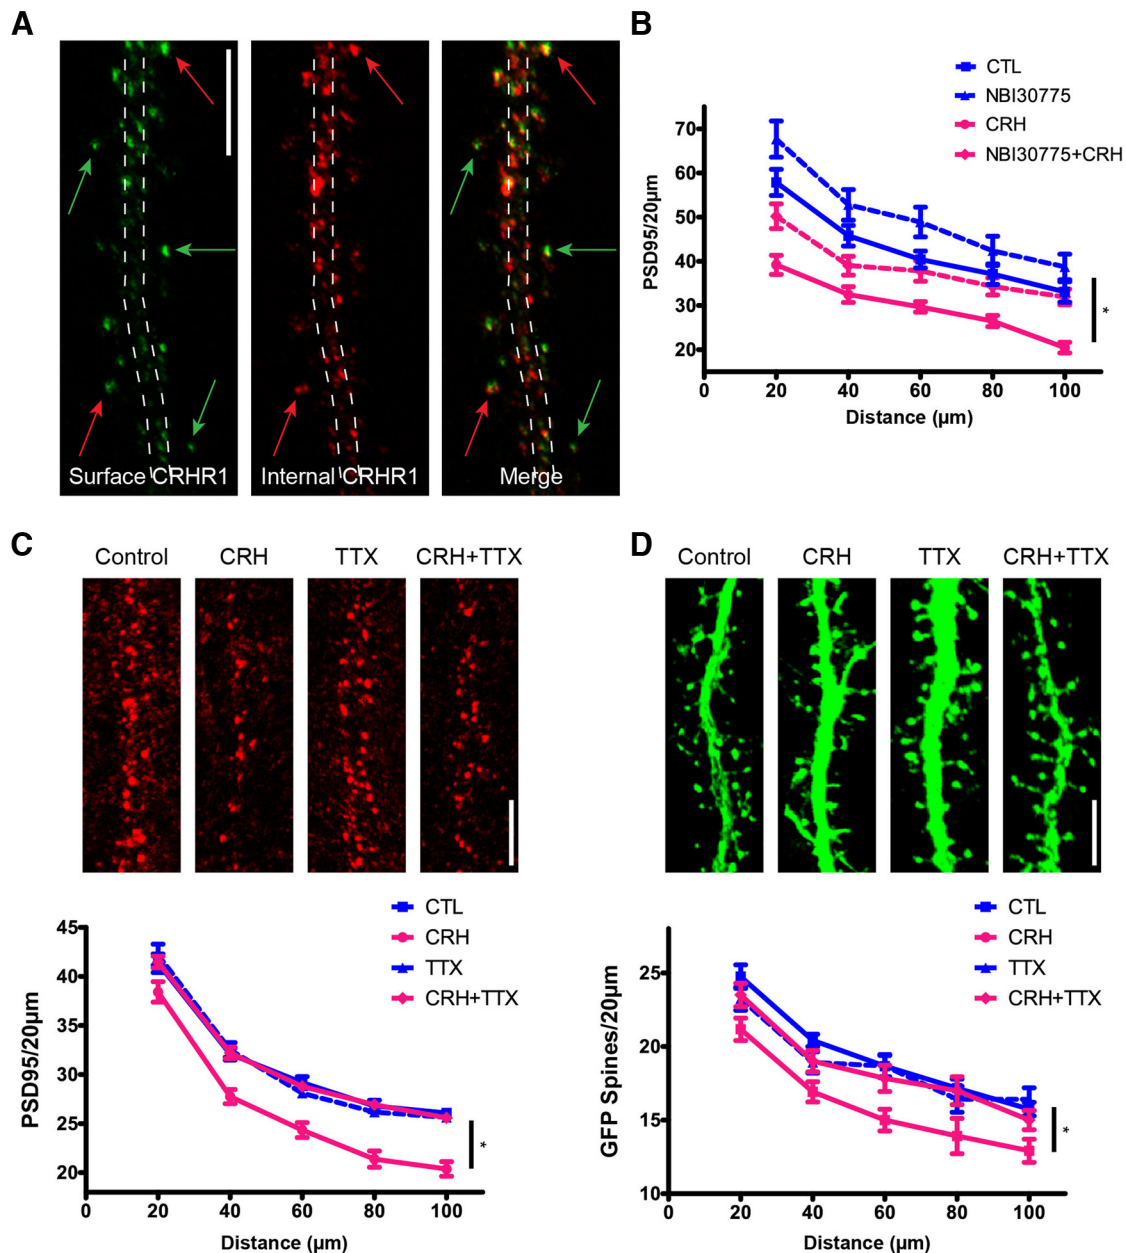 A
Surface CRHR1
Internal CRHR1
Merge
B
CTL
NBI30775
CRH
NBI30775+CRH
PSD95/20µm
70
60
50
40
30
20
*
0 20 40 60 80 100
Distance (µm)
C
Control CRH TTX CRH+TTX
CTL
CRH
TTX
CRH+TTX
PSD95/20µm
45
40
35
30
25
20
*
0 20 40 60 80 100
Distance (µm)
D
Control CRH TTX CRH+TTX
CTL
CRH
TTX
CRH+TTX
GFP Spines/20µm
25
20
15
10
*
0 20 40 60 80 100
Distance (µm)